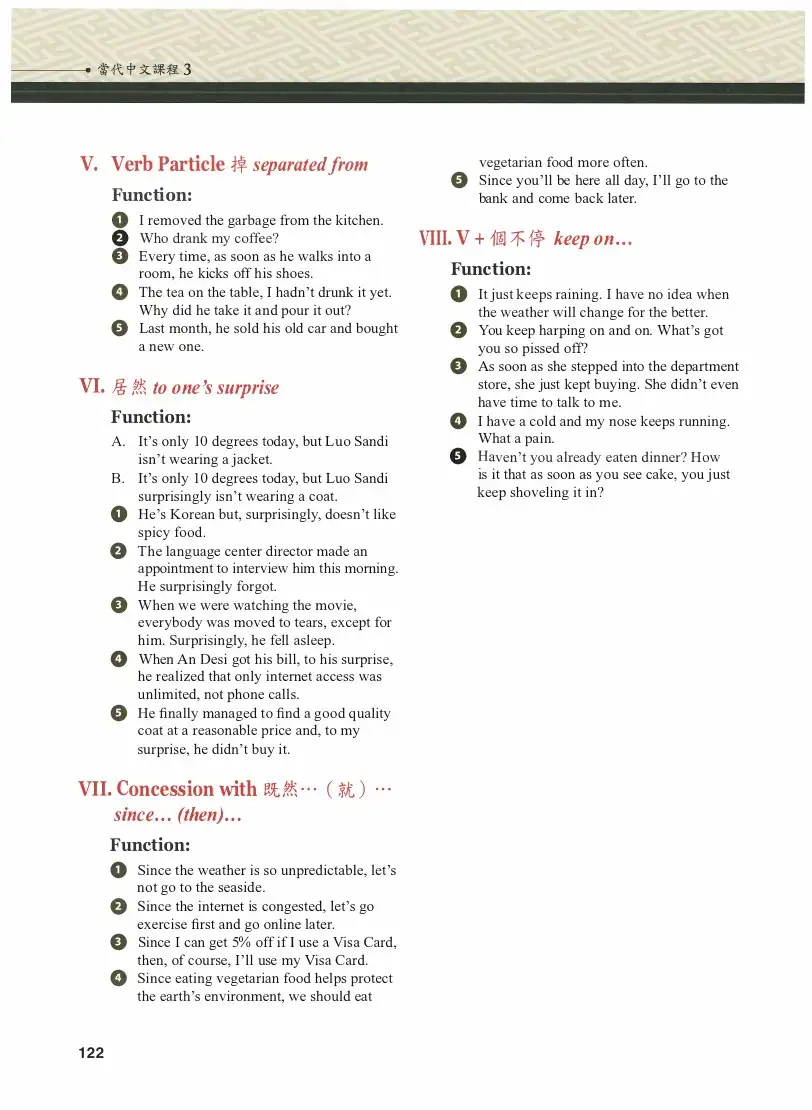 當代中文課程 3
V. Verb Particle 掉 separated from
Function:
1 I removed the garbage from the kitchen.
2 Who drank my coffee?
3 Every time, as soon as he walks into a
room, he kicks off his shoes.
4 The tea on the table, I hadn't drunk it yet.
Why did he take it and pour it out?
5 Last month, he sold his old car and bought
a new one.
VI. 居然 to one's surprise
Function:
A. It's only 10 degrees today, but Luo Sandi
isn't wearing a jacket.
B. It's only 10 degrees today, but Luo Sandi
surprisingly isn't wearing a coat.
1 He's Korean but, surprisingly, doesn't like
spicy food.
2 The language center director made an
appointment to interview him this morning.
He surprisingly forgot.
3 When we were watching the movie,
everybody was moved to tears, except for
him. Surprisingly, he fell asleep.
4 When An Desi got his bill, to his surprise,
he realized that only internet access was
unlimited, not phone calls.
5 He finally managed to find a good quality
coat at a reasonable price and, to my
surprise, he didn't buy it.
VII. Concession with 既然…（就）…
since… (then)…
Function:
1 Since the weather is so unpredictable, let's
not go to the seaside.
2 Since the internet is congested, let's go
exercise first and go online later.
3 Since I can get 5% off if I use a Visa Card,
then, of course, I'll use my Visa Card.
4 Since eating vegetarian food helps protect
the earth's environment, we should eat
vegetarian food more often.
5 Since you'll be here all day, I'll go to the
bank and come back later.
VIII. V + 個不停 keep on…
Function:
1 It just keeps raining. I have no idea when
the weather will change for the better.
2 You keep harping on and on. What's got
you so pissed off?
3 As soon as she stepped into the department
store, she just kept buying. She didn't even
have time to talk to me.
4 I have a cold and my nose keeps running.
What a pain.
5 Haven't you already eaten dinner? How
is it that as soon as you see cake, you just
keep shoveling it in?
122